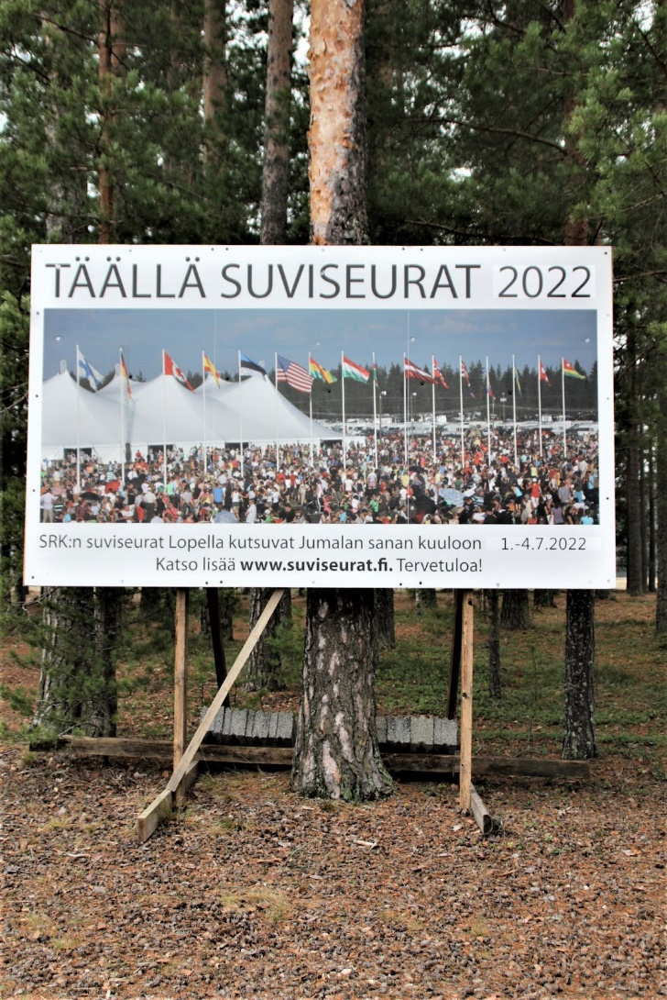 TÄÄLLÄ SUVISEURAT 2022
SRK:n suviseurat Lopella kutsuvat Jumalan sanan kuuloon 1.-4.7.2022
Katso lisää www.suviseurat.fi. Tervetuloa!